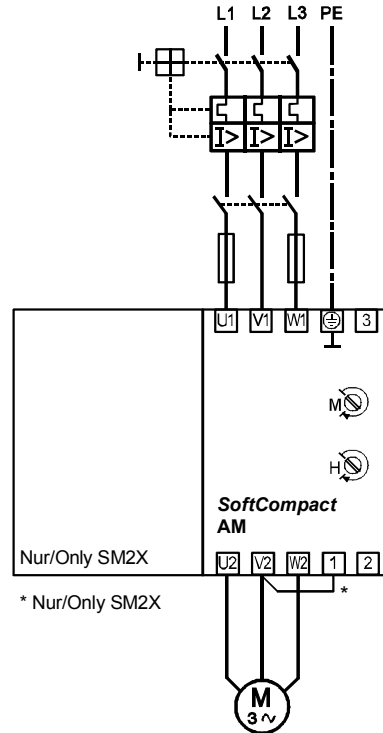 L1 L2 L3 PE
I> I> I>
U1 V1 W1 3
M
H
SoftCompact
AM
Nur/Only SM2X
U2 V2 W2 1 2
* Nur/Only SM2X
*
M
3 ~